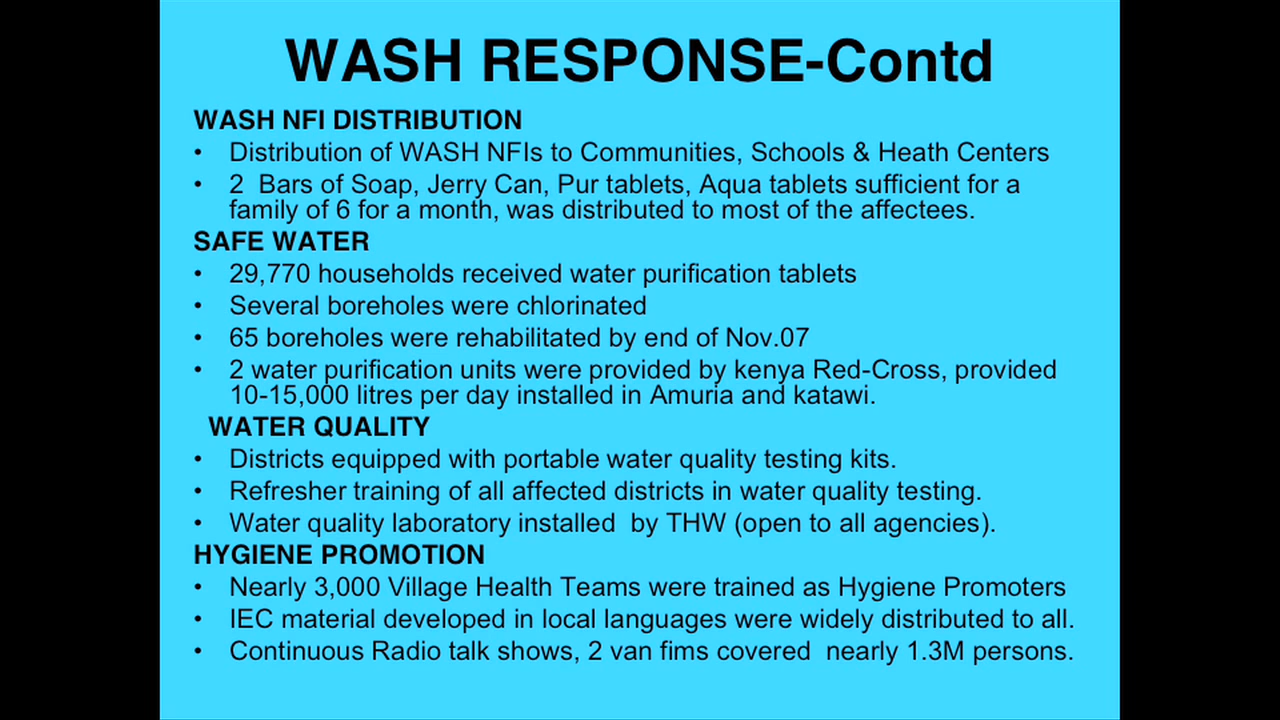 WASH RESPONSE-Contd
WASH NFI DISTRIBUTION
• Distribution of WASH NFIs to Communities, Schools & Heath Centers
• 2  Bars of Soap, Jerry Can, Pur tablets, Aqua tablets sufficient for a
family of 6 for a month, was distributed to most of the affectees.
SAFE WATER
• 29,770 households received water purification tablets
• Several boreholes were chlorinated
• 65 boreholes were rehabilitated by end of Nov.07
• 2 water purification units were provided by kenya Red-Cross, provided
10-15,000 litres per day installed in Amuria and katawi.
WATER QUALITY
• Districts equipped with portable water quality testing kits.
• Refresher training of all affected districts in water quality testing.
• Water quality laboratory installed  by THW (open to all agencies).
HYGIENE PROMOTION
• Nearly 3,000 Village Health Teams were trained as Hygiene Promoters
• IEC material developed in local languages were widely distributed to all.
• Continuous Radio talk shows, 2 van fims covered  nearly 1.3M persons.